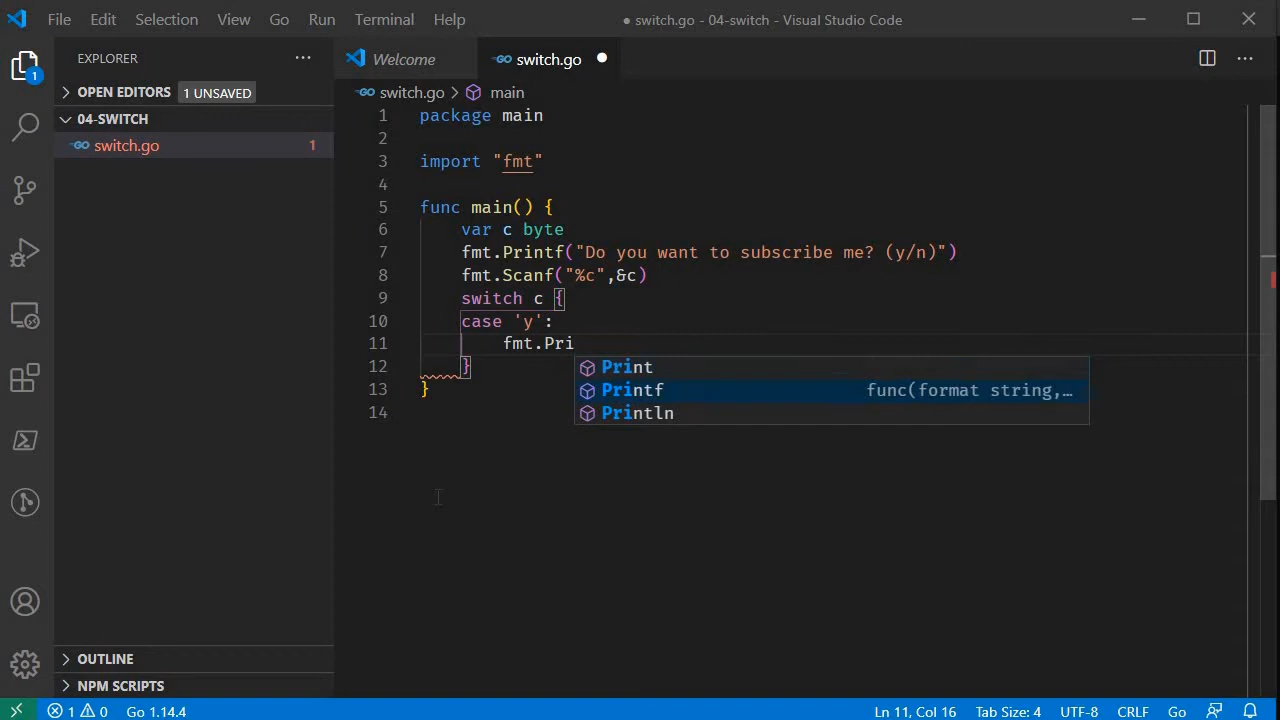 File Edit Selection View Go Run Terminal Help ● switch.go - 04-switch - Visual Studio Code
EXPLORER ···
Welcome switch.go ●
OPEN EDITORS 1 UNSAVED
switch.go > main
04-SWITCH
switch.go 1
1
1 package main
2
3 import "fmt"
4
5 func main() {
6 var c byte
7 fmt.Printf("Do you want to subscribe me? (y/n)")
8 fmt.Scanf("%c",&c)
9 switch c {
10 case 'y':
11 fmt.Pri
12 }
13 }
14
Print
Printf func(format string,…
Println
OUTLINE
NPM SCRIPTS
1 0 Go 1.14.4 Ln 11, Col 16 Tab Size: 4 UTF-8 CRLF Go